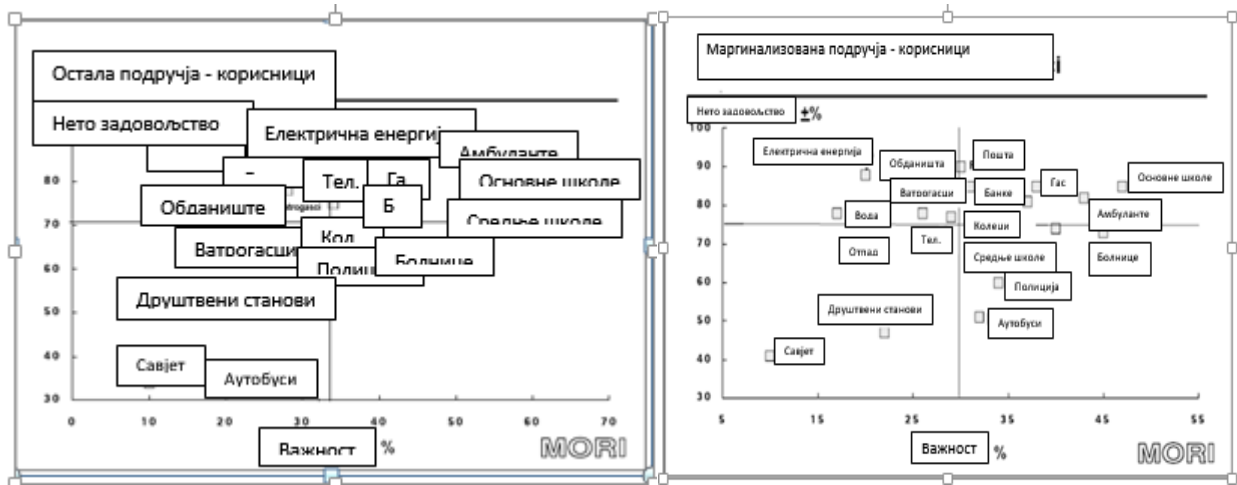 Остала подручја - корисници
Нето задовољство
Електрична енергиј
Амбуланте
Тел.
Га
Основне школе
Обданиште
Б
Средње школе
Ватрогасци
Кол
Полиц
Болнице
Друштвени станови
Савјет
Аутобуси
80
70
60
50
40
30
0
10
20
30
40
50
60
70
Важност %
MORI
Маргинализована подручја - корисници
Нето задовољство ±%
100
90
80
70
60
50
40
30
Електрична енергија
Обданишта
Пошта
Ватрогасци
Банке
Гас
Основне школе
Вода
Колеџи
Амбуланте
Отпад
Тел.
Средње школе
Болнице
Полиција
Друштвени станови
Аутобуси
Савјет
5
15
25
35
45
55
Важност %
MORI